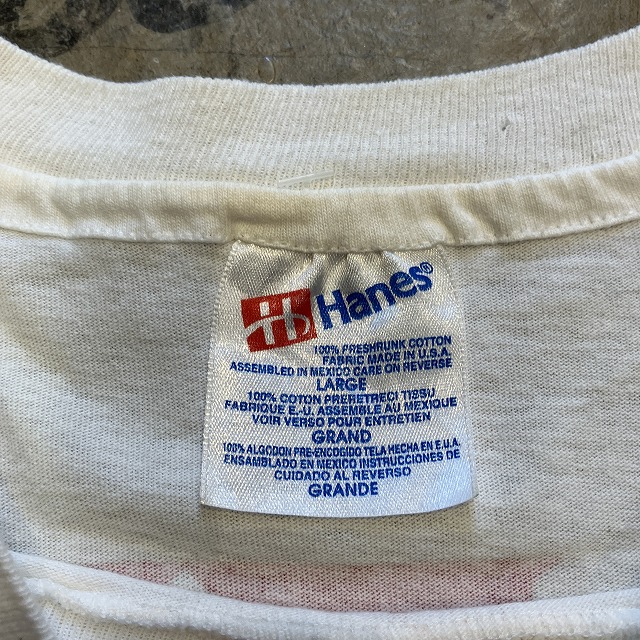 Hb Hanes®
100% PRESHRUNK COTTON
FABRIC MADE IN U.S.A.
ASSEMBLED IN MEXICO CARE ON REVERSE
LARGE
100% COTON PRERETRECI TISSU
FABRIQUE E.-U. ASSEMBLE AU MEXIQUE
VOIR VERSO POUR ENTRETIEN
GRAND
100% ALGODON PRE-ENCOGIDO TELA HECHA EN E.U.A.
ENSAMBLADO EN MEXICO INSTRUCCIONES DE
CUIDADO AL REVERSO
GRANDE